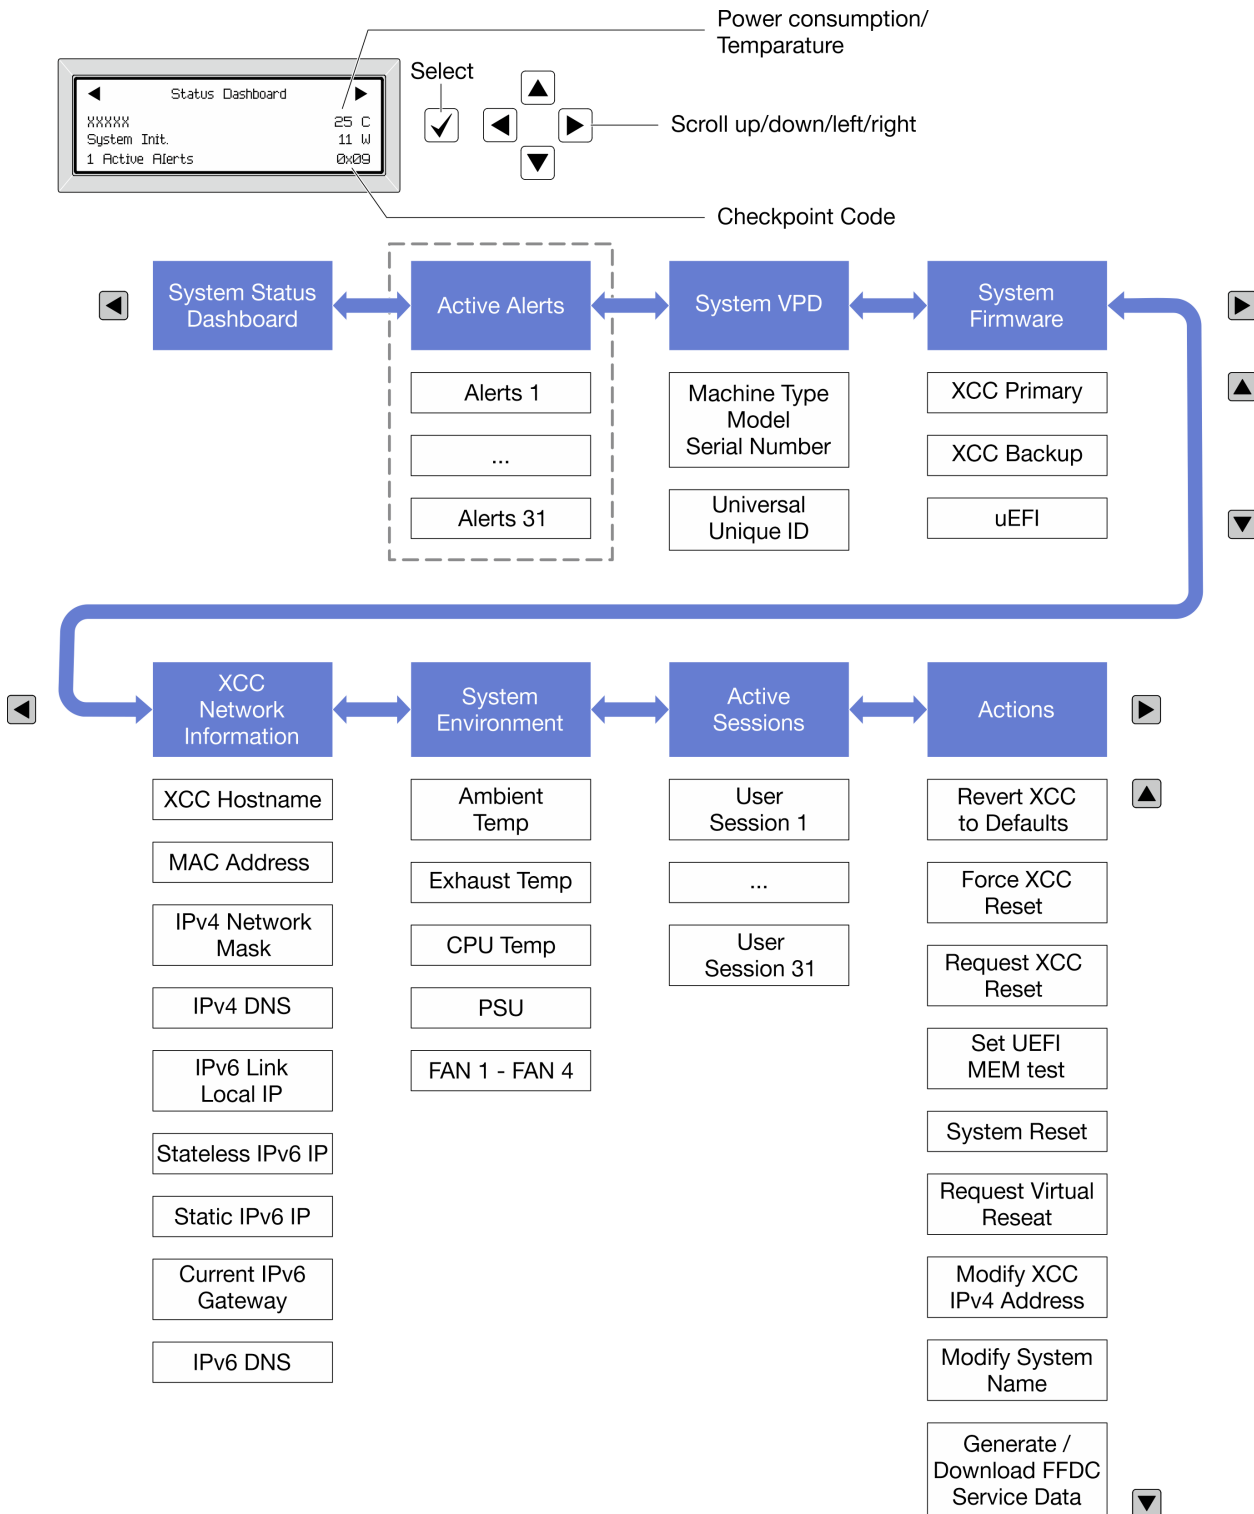 Power consumption/
Temparature
Select
Status Dashboard
XXXXX 25 C
System Init. 11 W
1 Active Alerts 0x09
Scroll up/down/left/right
Checkpoint Code
System Status
Dashboard
Active Alerts
System VPD
System
Firmware
Alerts 1
...
Alerts 31
Machine Type
Model
Serial Number
Universal
Unique ID
XCC Primary
XCC Backup
uEFI
XCC
Network
Information
System
Environment
Active
Sessions
Actions
XCC Hostname
MAC Address
IPv4 Network
Mask
IPv4 DNS
IPv6 Link
Local IP
Stateless IPv6 IP
Static IPv6 IP
Current IPv6
Gateway
IPv6 DNS
Ambient
Temp
Exhaust Temp
CPU Temp
PSU
FAN 1 - FAN 4
User
Session 1
...
User
Session 31
Revert XCC
to Defaults
Force XCC
Reset
Request XCC
Reset
Set UEFI
MEM test
System Reset
Request Virtual
Reseat
Modify XCC
IPv4 Address
Modify System
Name
Generate /
Download FFDC
Service Data